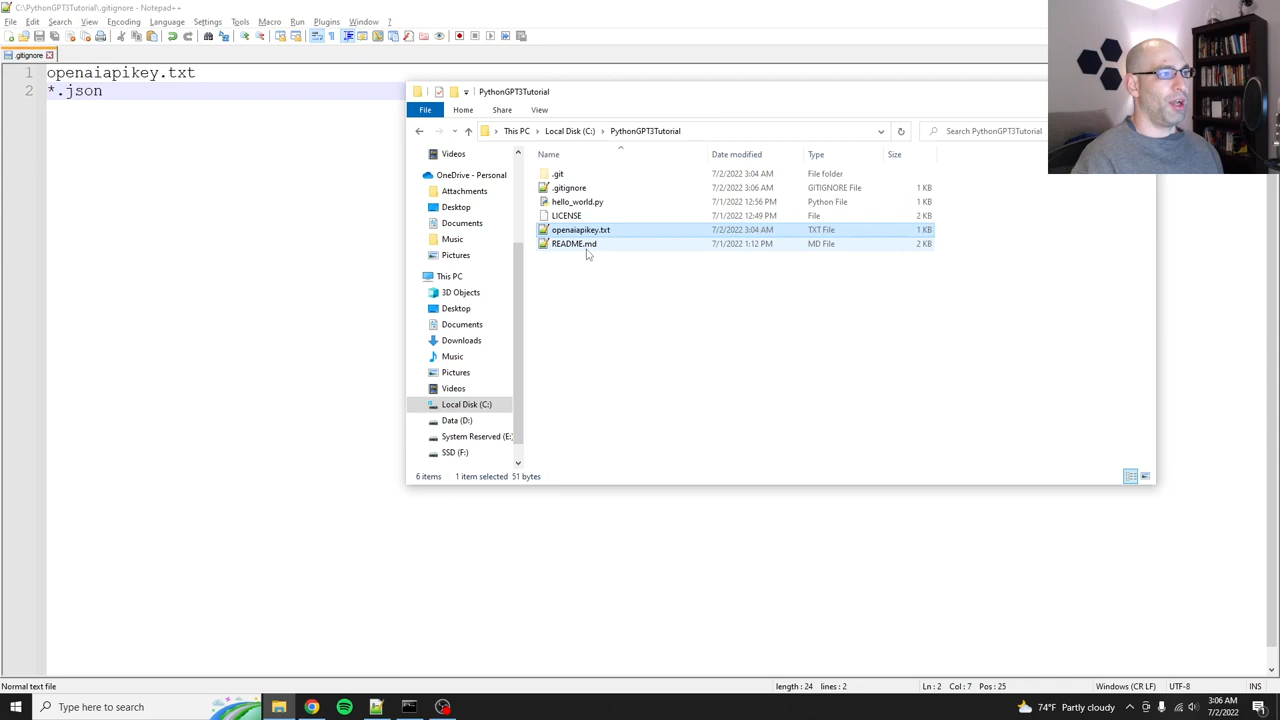 C:\PythonGPT3Tutorial\.gitignore - Notepad++
File Edit Search View Encoding Language Settings Tools Macro Run Plugins Window ?
.gitignore
1 openaiapikey.txt
2 *.json
PythonGPT3Tutorial
File Home Share View
This PC > Local Disk (C:) > PythonGPT3Tutorial
Search PythonGPT3Tutorial
Name Date modified Type Size
.git 7/2/2022 3:04 AM File folder
.gitignore 7/2/2022 3:06 AM GITIGNORE File 1 KB
hello_world.py 7/1/2022 12:56 PM Python File 1 KB
LICENSE 7/1/2022 12:49 PM File 2 KB
openaiapikey.txt 7/2/2022 3:04 AM TXT File 1 KB
README.md 7/1/2022 1:12 PM MD File 2 KB
Videos
OneDrive - Personal
Attachments
Desktop
Documents
Music
Pictures
This PC
3D Objects
Desktop
Documents
Downloads
Music
Pictures
Videos
Local Disk (C:)
Data (D:)
System Reserved (E:)
SSD (F:)
6 items 1 item selected 51 bytes
Normal text file length : 24 lines : 2 Ln : 2 Col : 7 Pos : 25 Windows (CR LF) UTF-8 INS
Type here to search
74°F Partly cloudy
3:06 AM
7/2/2022